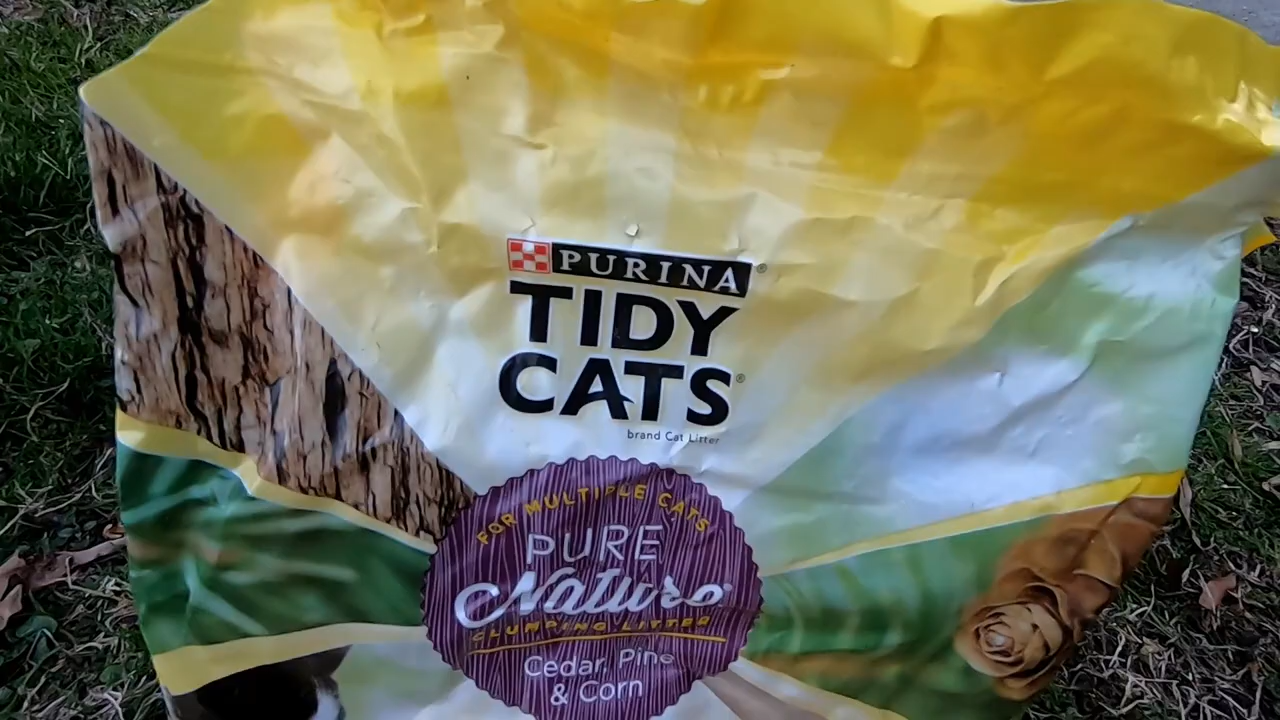 PURINA®
TIDY
CATS®
brand Cat Litter
FOR MULTIPLE CATS
PURE
Nature®
CLUMPING LITTER
Cedar, Pine
& Corn